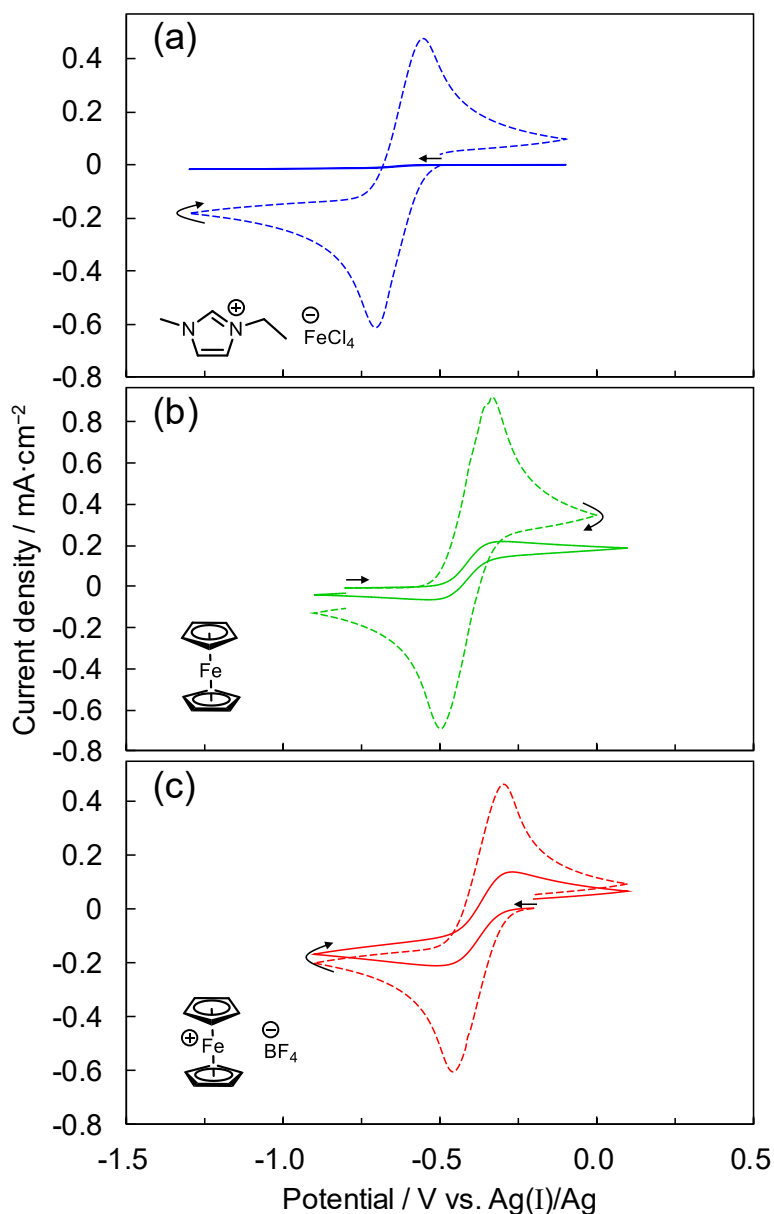 (a)
0.4
0.2
0
-0.2
-0.4
-0.6
-0.8
N
⊕
N
⊖
FeCl₄
(b)
0.8
0.6
0.4
0.2
0
-0.2
-0.4
-0.6
-0.8
Fe
(c)
0.4
0.2
0
-0.2
-0.4
-0.6
-0.8
⊕
Fe
⊖
BF₄
Current density / mA·cm⁻²
-1.5 -1.0 -0.5 0.0 0.5
Potential / V vs. Ag(I)/Ag